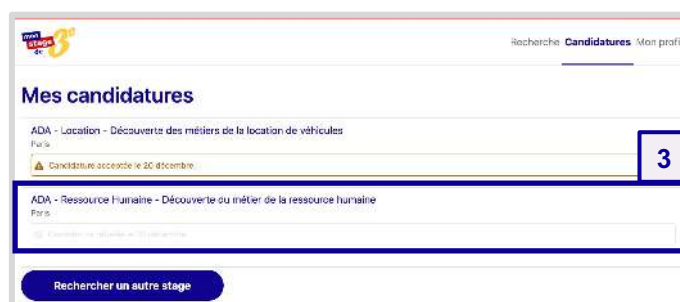 mon
stage
de 3e
Recherche Candidatures Mon profi
Mes candidatures
ADA - Location - Découverte des métiers de la location de véhicules
Paris
Candidature acceptée le 20 décembre
3
ADA - Ressource Humaine - Découverte du métier de la ressource humaine
Paris
Rechercher un autre stage